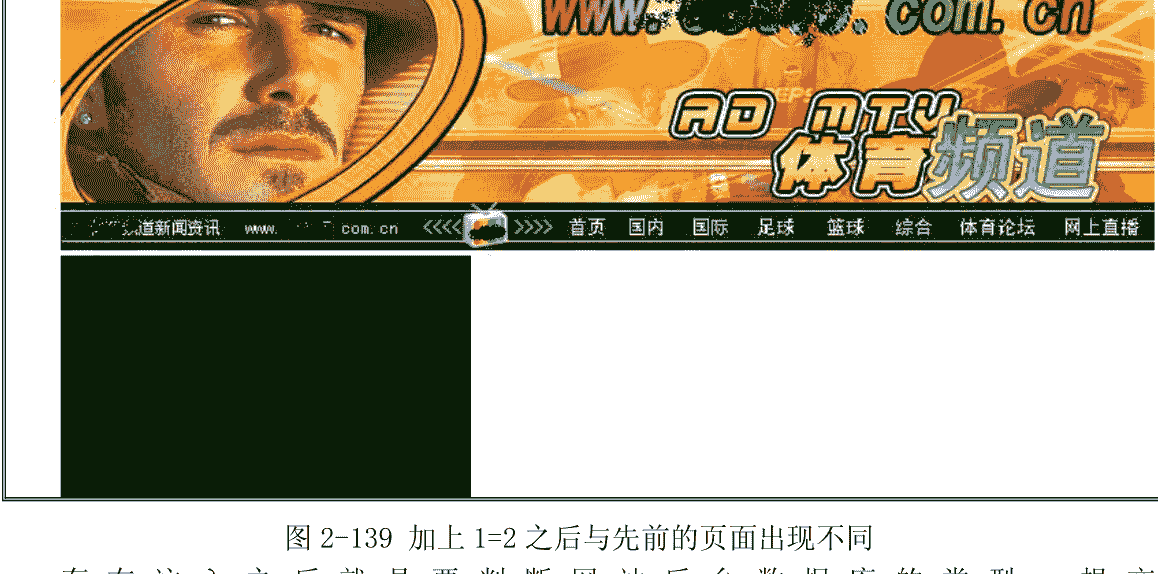 www. .com.cn
AD MTV
体育频道
道新闻资讯 www. com.cn <<<< >>>> 首页 国内 国际 足球 篮球 综合 体育论坛 网上直播
图 2-139 加上 1=2 之后与先前的页面出现不同